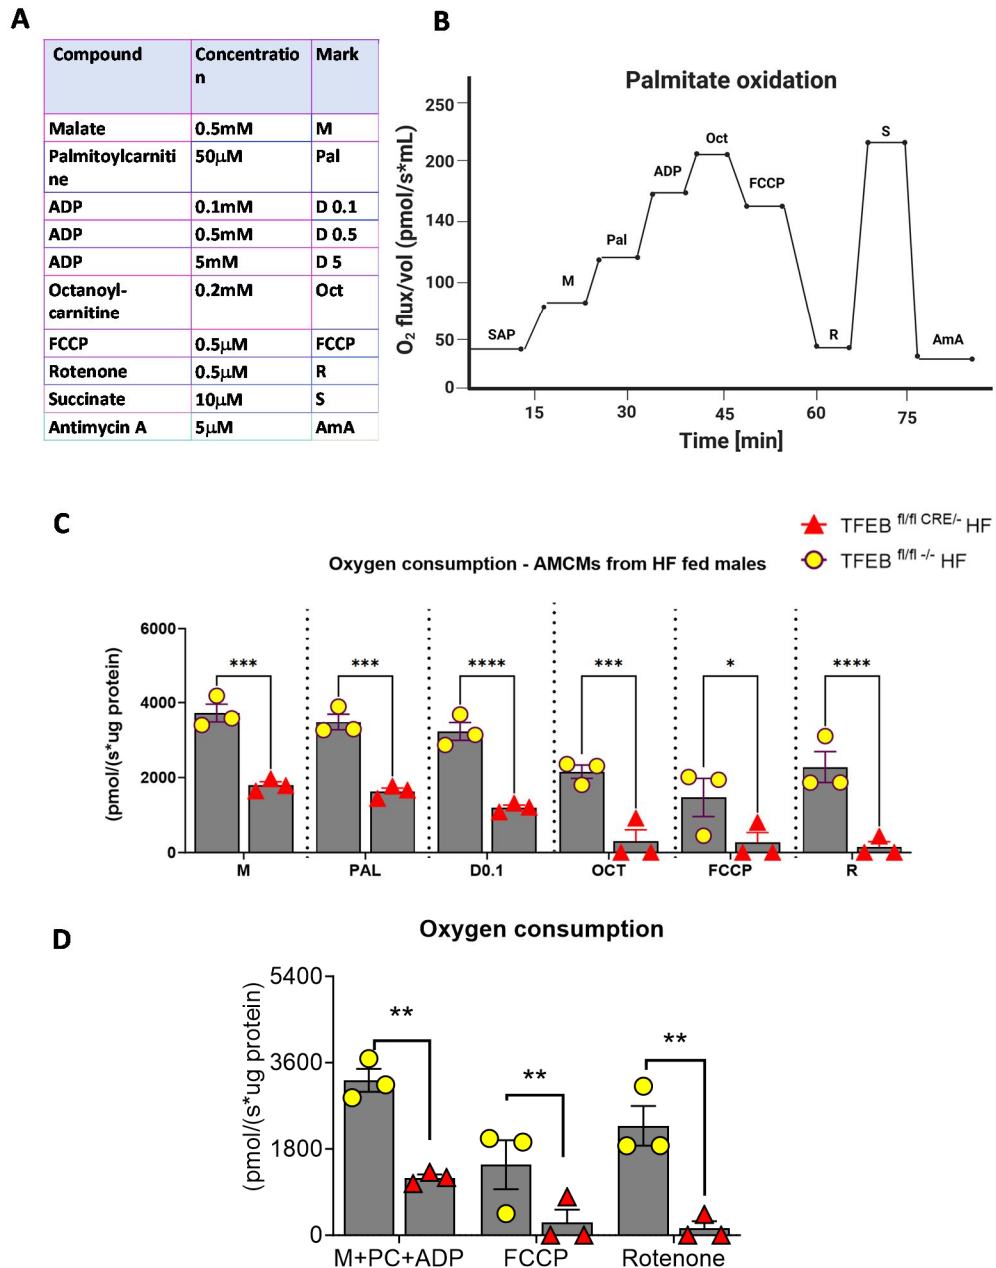 A
Compound Concentratio
n Mark
Malate 0.5mM M
Palmitoylcarniti
ne 50μM Pal
ADP 0.1mM D 0.1
ADP 0.5mM D 0.5
ADP 5mM D 5
Octanoyl-
carnitine 0.2mM Oct
FCCP 0.5μM FCCP
Rotenone 0.5μM R
Succinate 10μM S
Antimycin A 5μM AmA
B
Palmitate oxidation
O2 flux/vol (pmol/s*mL)
250
200
140
100
50
0
SAP
M
Pal
ADP
Oct
FCCP
R
S
AmA
15 30 45 60 75
Time [min]
C
TFEB fl/fl CRE/- HF
TFEB fl/fl -/- HF
Oxygen consumption - AMCMs from HF fed males
(pmol/(s*ug protein)
6000
4000
2000
0
*** *** **** *** * ****
M PAL D0.1 OCT FCCP R
D
Oxygen consumption
(pmol/(s*ug protein)
5400
3600
1800
0
** ** **
M+PC+ADP FCCP Rotenone